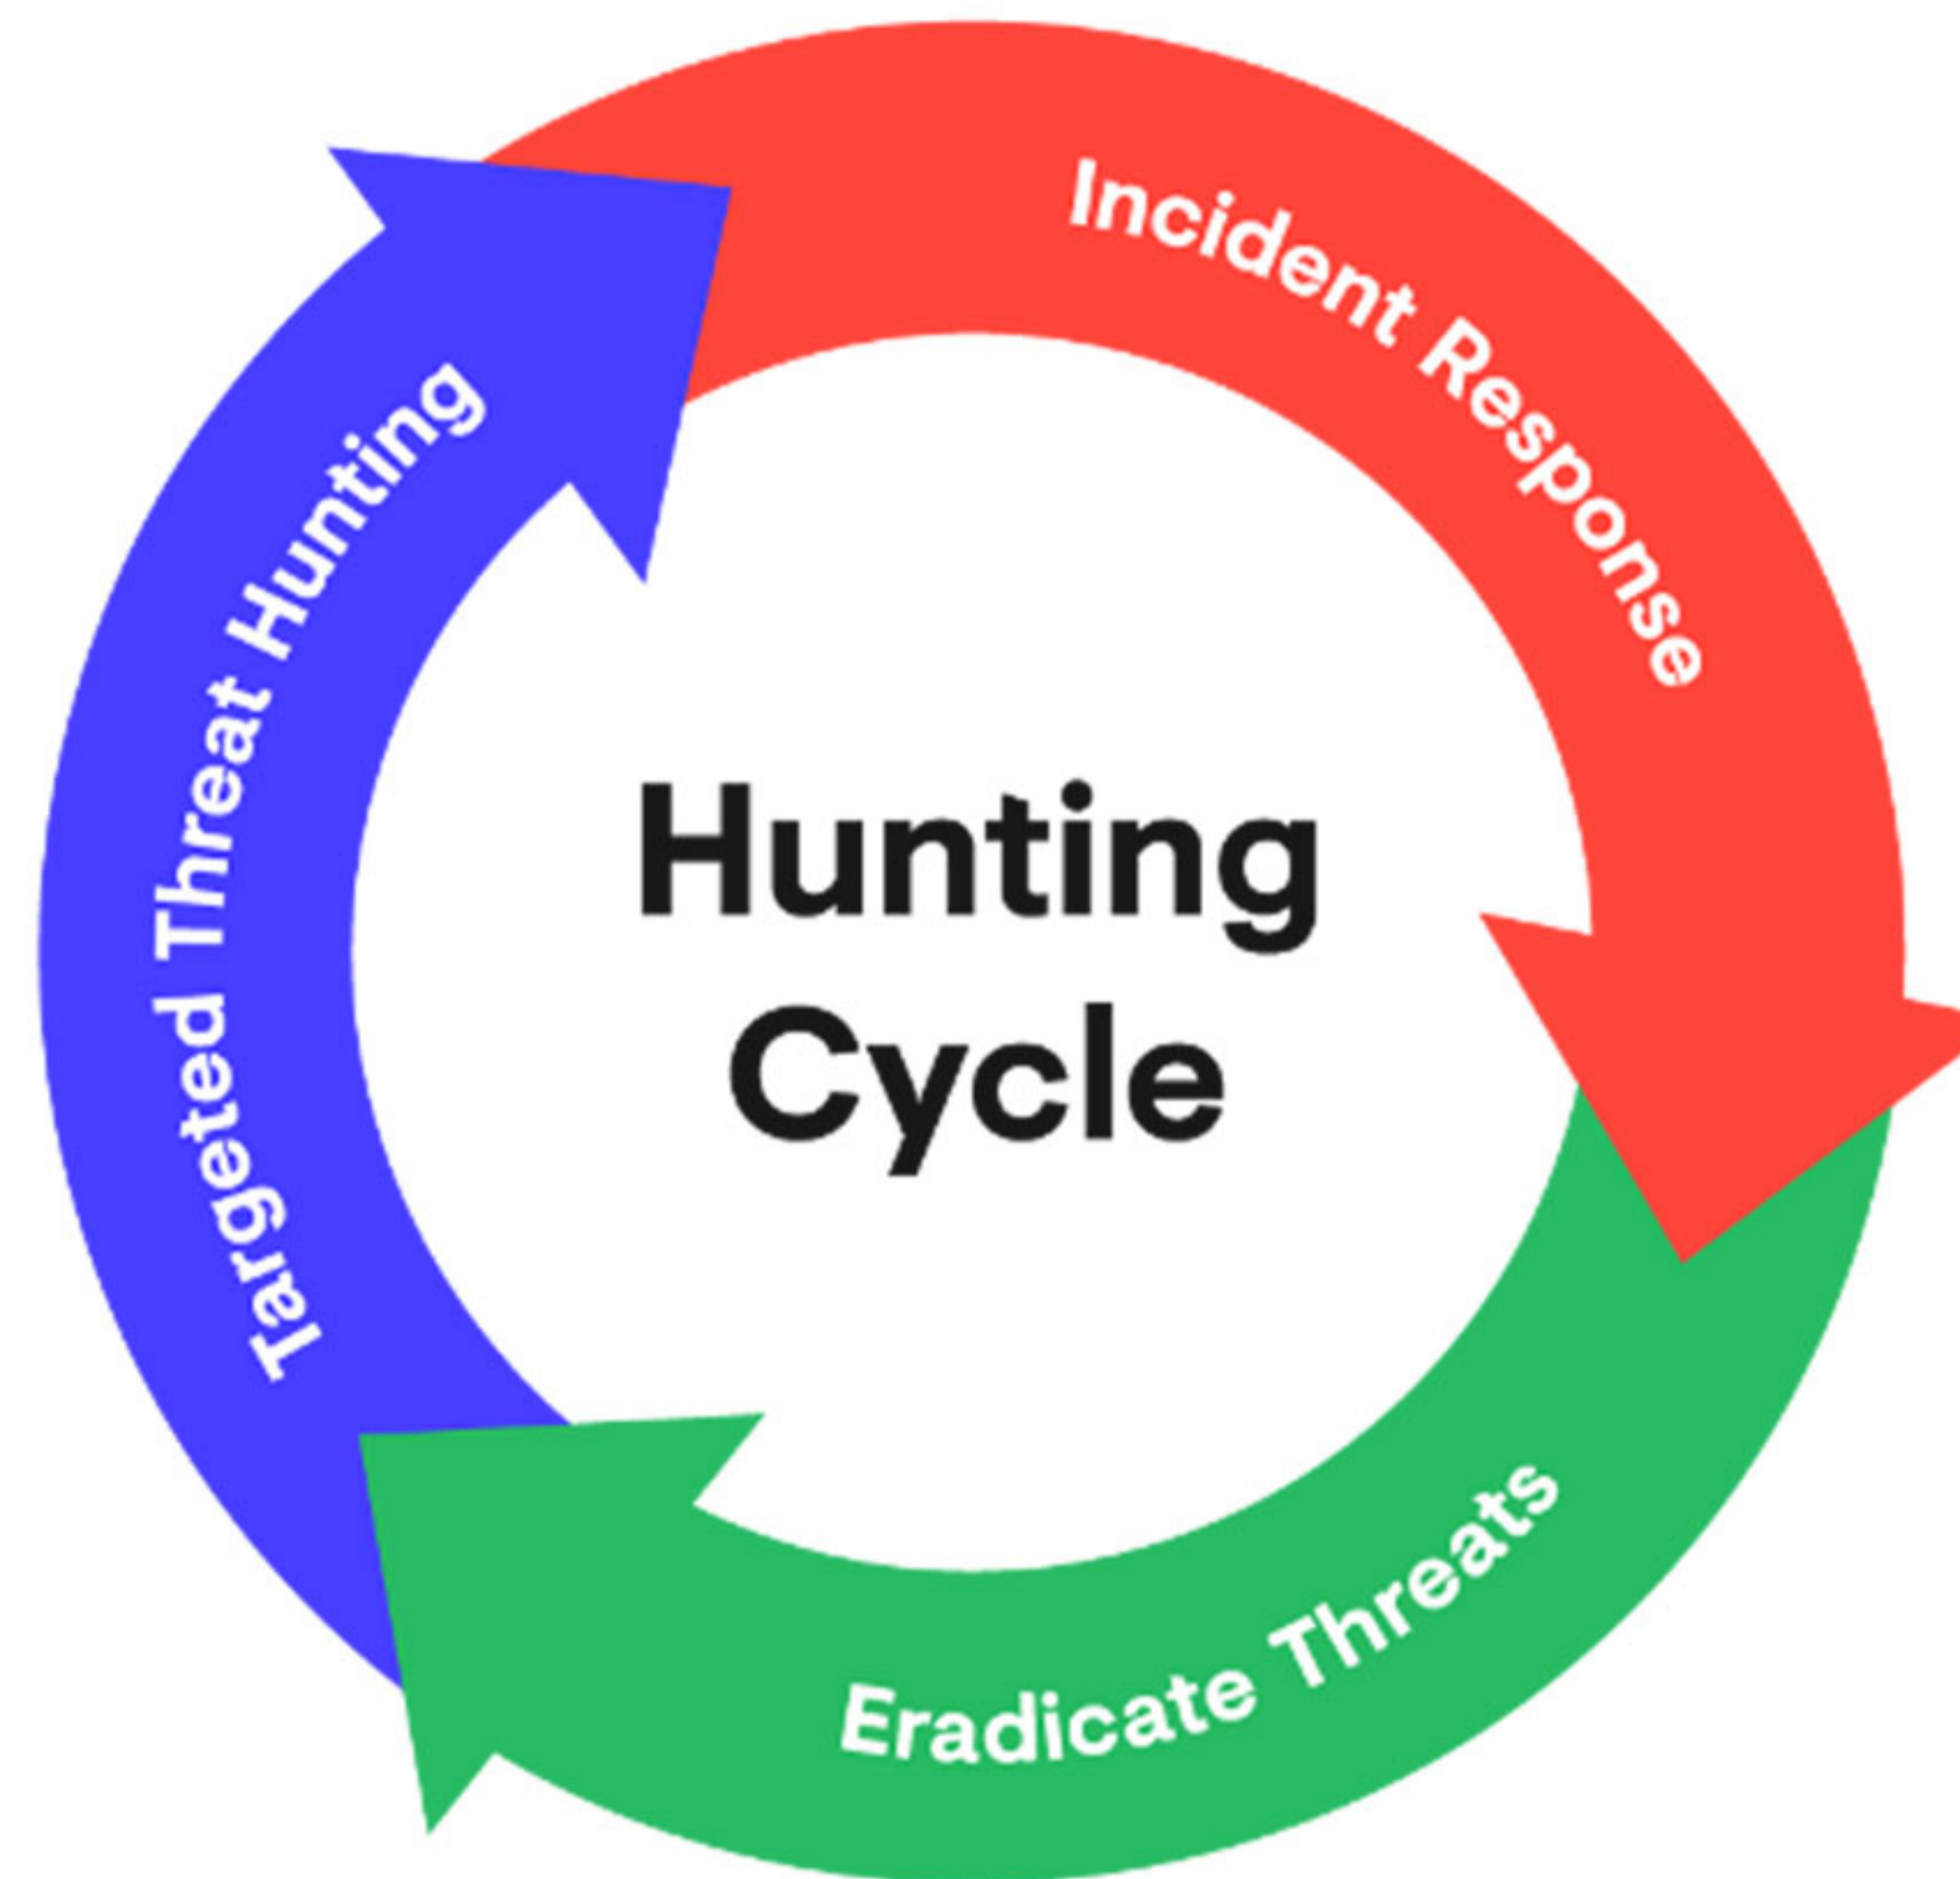 Incident Response
Targeted Threat Hunting
Hunting
Cycle
Eradicate Threats